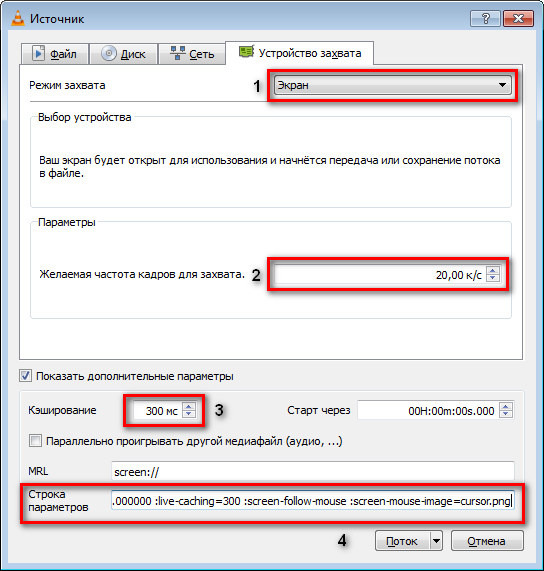 Источник
Файл Диск Сеть Устройство захвата
Режим захвата 1 Экран
Выбор устройства
Ваш экран будет открыт для использования и начнётся передача или сохранение потока
в файле.
Параметры
Желаемая частота кадров для захвата. 2 20,00 к/с
Показать дополнительные параметры
Кэширование 300 мс 3 Старт через 00H:00m:00s.000
Параллельно проигрывать другой медиафайл (аудио, ...)
MRL screen://
Строка
параметров .000000 :live-caching=300 :screen-follow-mouse :screen-mouse-image=cursor.png
4 Поток Отмена